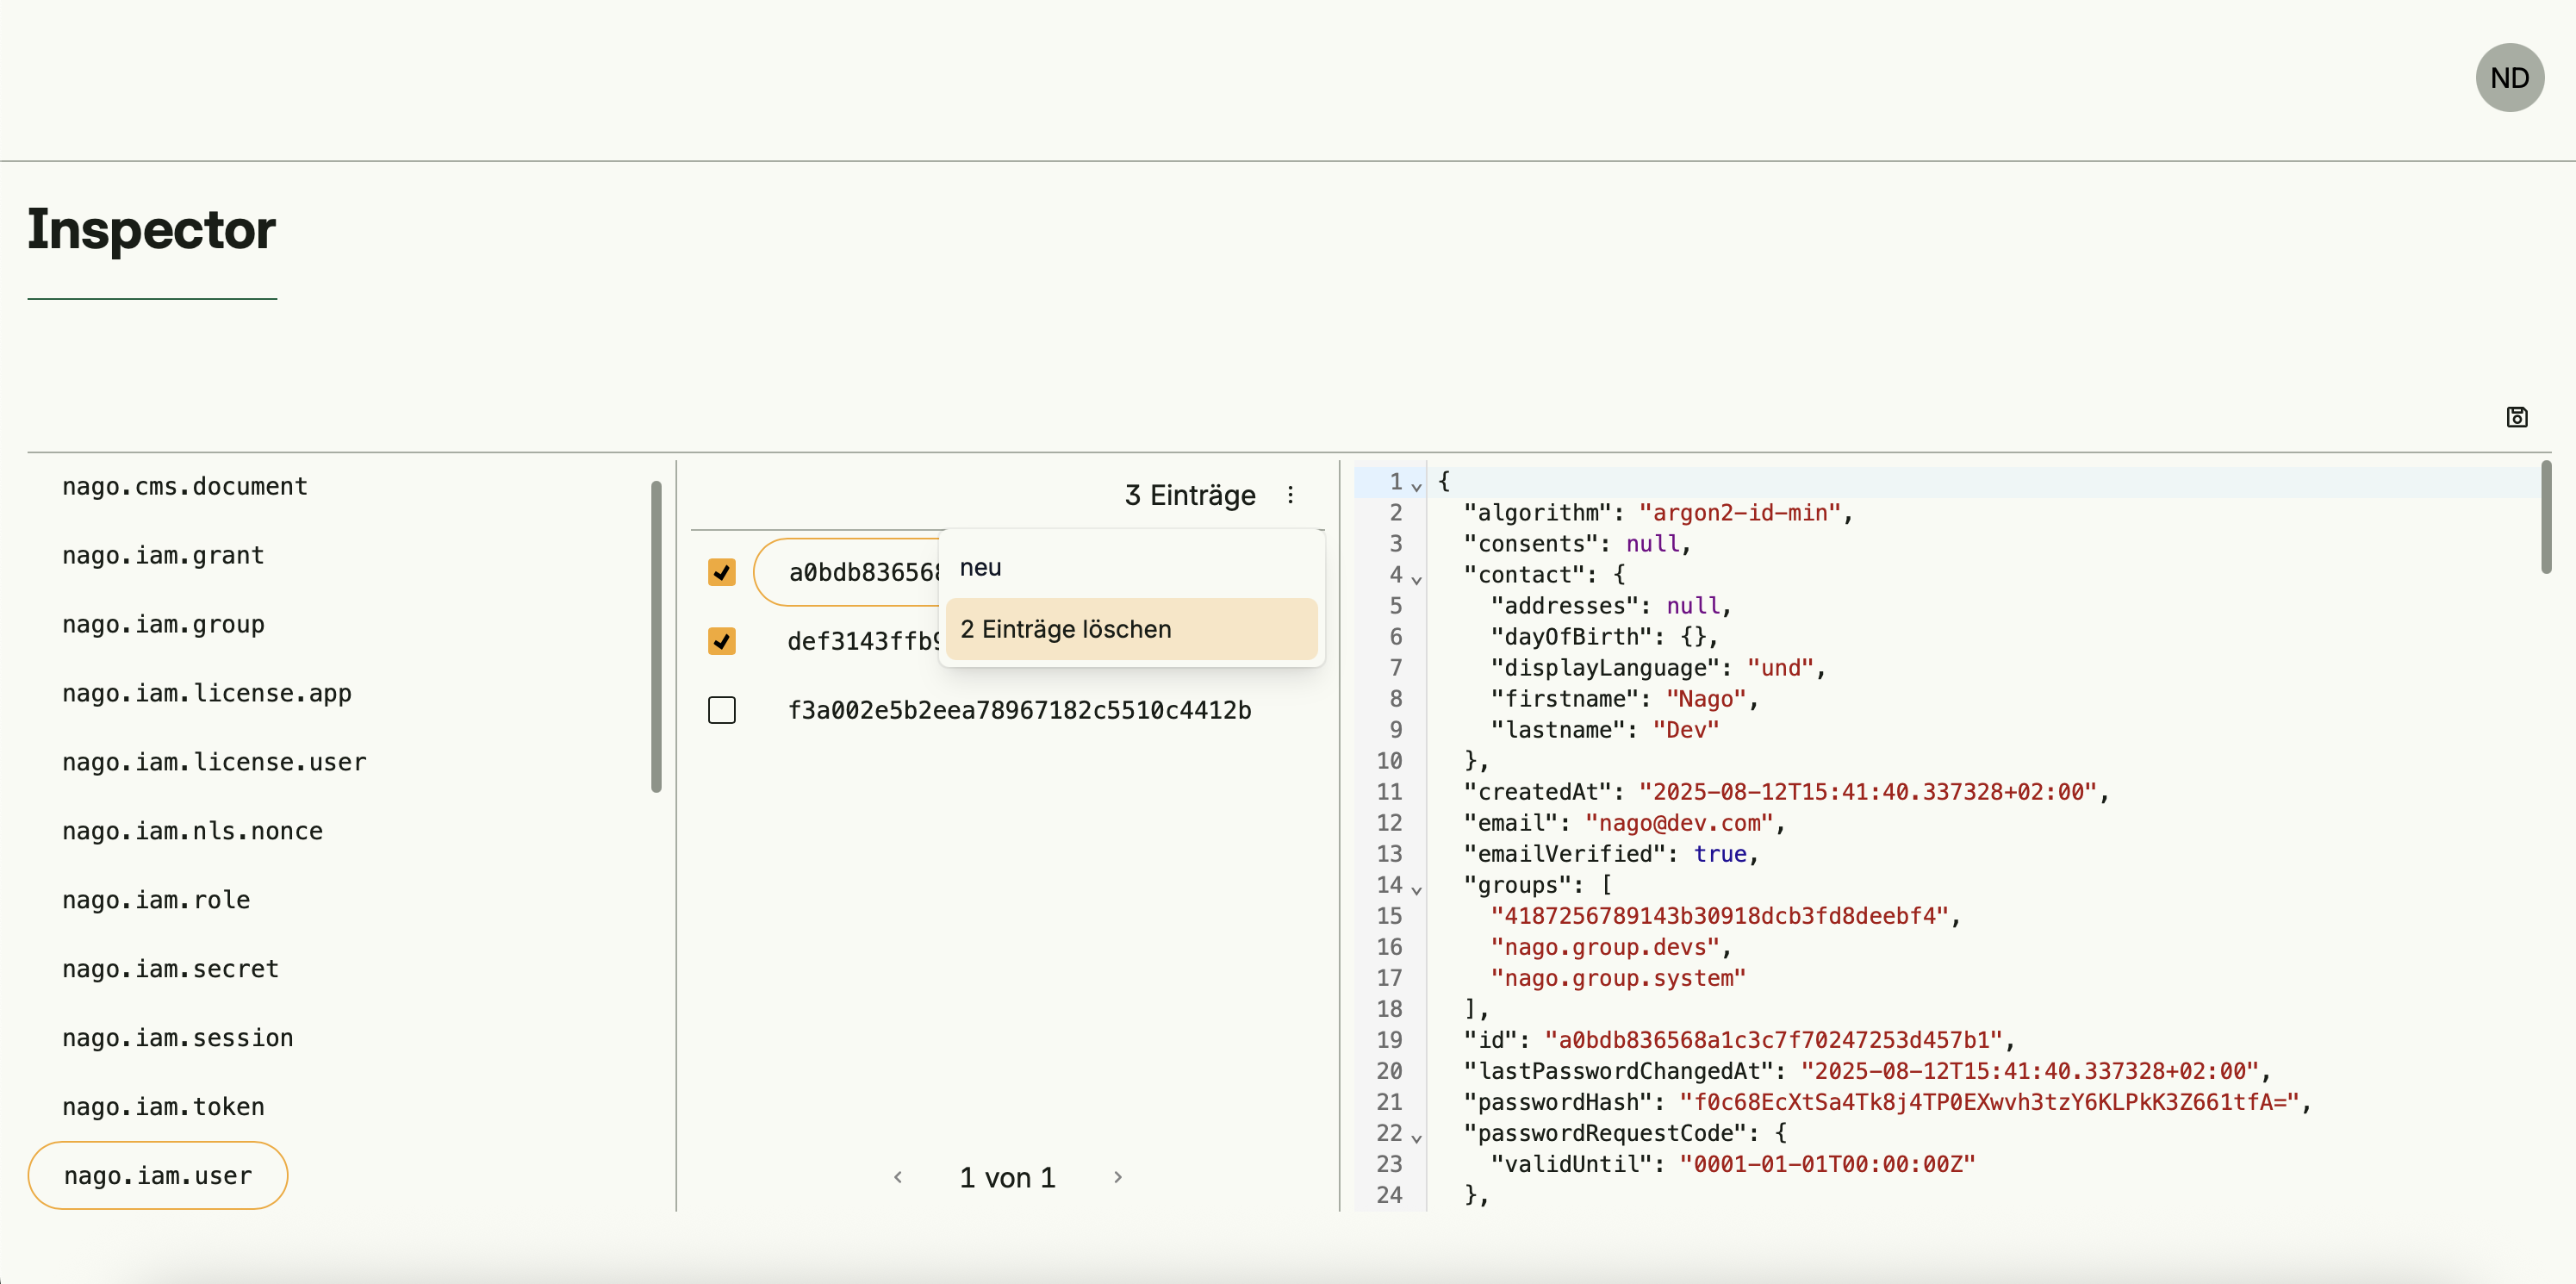 ND
Inspector
nago.cms.document
nago.iam.grant
nago.iam.group
nago.iam.license.app
nago.iam.license.user
nago.iam.nls.nonce
nago.iam.role
nago.iam.secret
nago.iam.session
nago.iam.token
nago.iam.user
3 Einträge
neu
2 Einträge löschen
a0bdb836568
def3143ffb9
f3a002e5b2eea78967182c5510c4412b
1 von 1
1 {
2 "algorithm": "argon2-id-min",
3 "consents": null,
4 "contact": {
5 "addresses": null,
6 "dayOfBirth": {},
7 "displayLanguage": "und",
8 "firstname": "Nago",
9 "lastname": "Dev"
10 },
11 "createdAt": "2025-08-12T15:41:40.337328+02:00",
12 "email": "nago@dev.com",
13 "emailVerified": true,
14 "groups": [
15 "4187256789143b30918dcb3fd8deebf4",
16 "nago.group.devs",
17 "nago.group.system"
18 ],
19 "id": "a0bdb836568a1c3c7f70247253d457b1",
20 "lastPasswordChangedAt": "2025-08-12T15:41:40.337328+02:00",
21 "passwordHash": "f0c68EcXtSa4Tk8j4TP0EXwvh3tzY6KLPkK3Z661tfA=",
22 "passwordRequestCode": {
23 "validUntil": "0001-01-01T00:00:00Z"
24 },